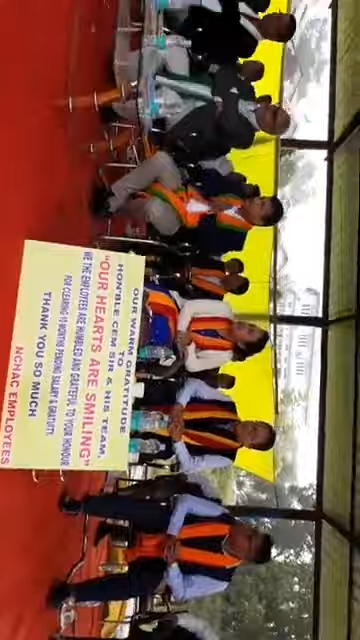 OUR WARM GRATITUDE
TO
HON'BLE CEM SIR & HIS TEAM,
"OUR HEARTS ARE SMILING"
WE THE EMPLOYEES ARE HUMBLED AND GRATEFUL TO YOUR HONOUR
FOR CLEARING 10 MONTHS PENDING SALARY & GRATUITY.
THANK YOU SO MUCH
NCHAC EMPLOYEES